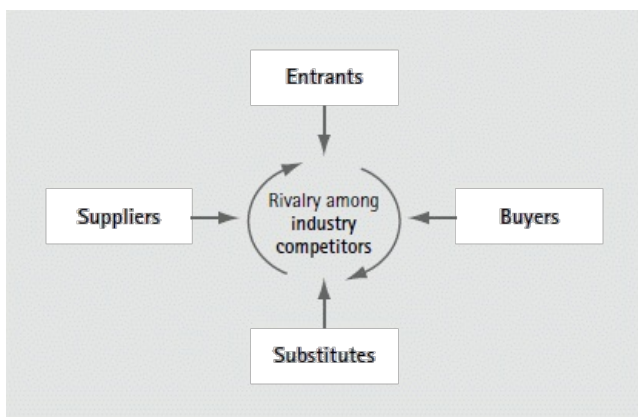 Entrants
Suppliers
Rivalry among
industry
competitors
Buyers
Substitutes